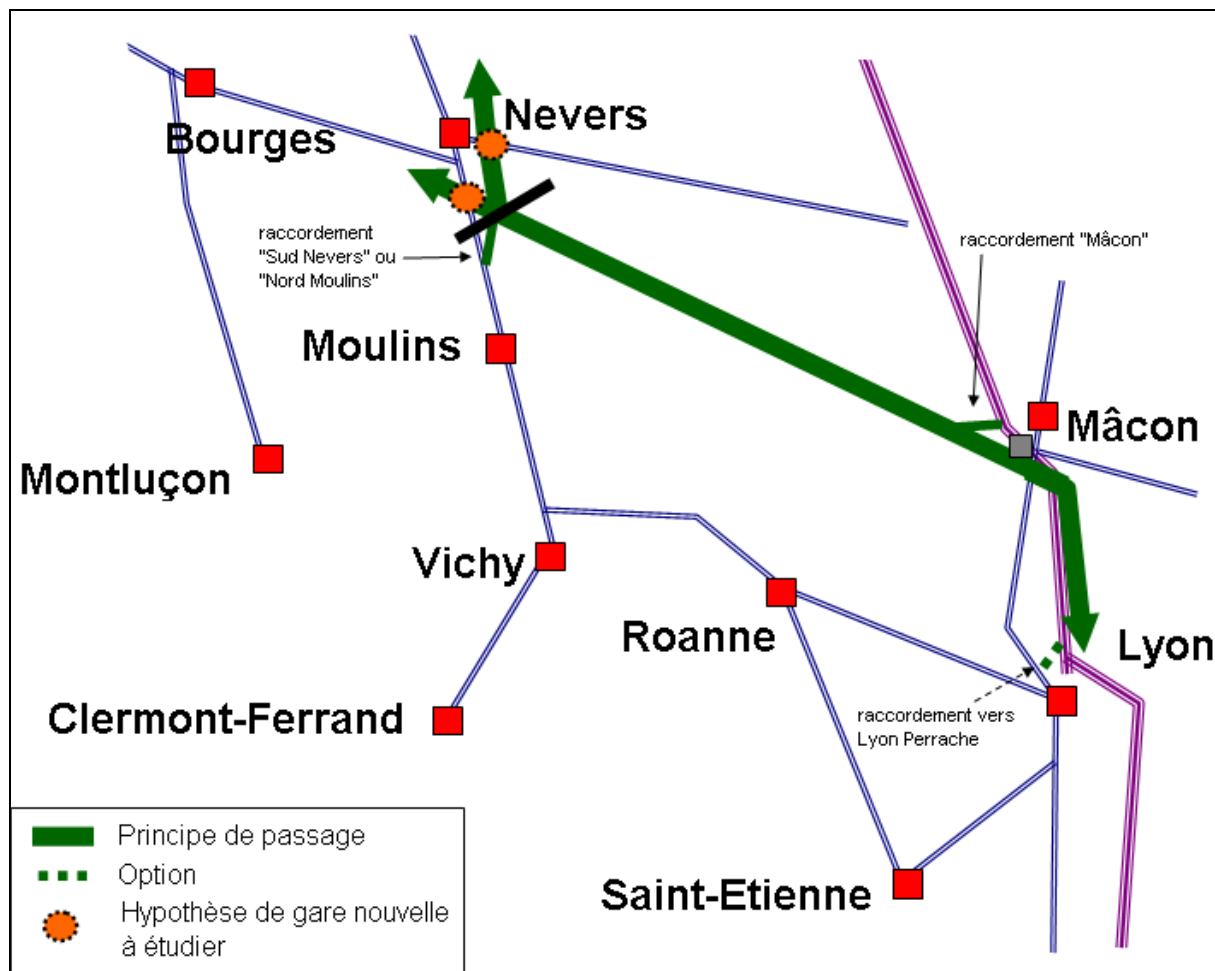 Nevers
Bourges
raccordement
"Sud Nevers" ou
"Nord Moulins"
raccordement "Mâcon"
Moulins
Mâcon
Montluçon
Vichy
Roanne
Lyon
Clermont-Ferrand
raccordement vers
Lyon Perrache
Saint-Etienne
Principe de passage
Option
Hypothèse de gare nouvelle
à étudier